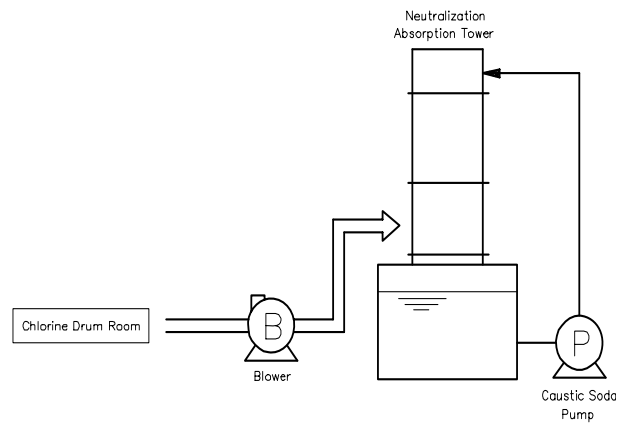 Neutralization
Absorption Tower
Chlorine Drum Room
B
Blower
P
Caustic Soda
Pump